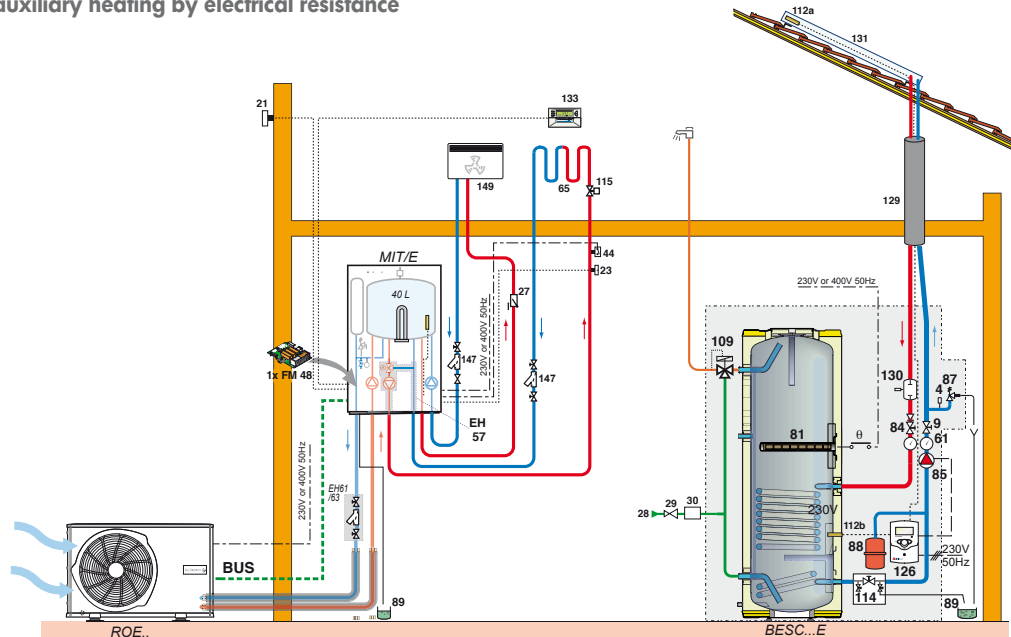 auxiliary heating by electrical resistance
112a
131
21
133
149
65
115
129
MIT/E
44
23
40 L
27
230V or 400V 50Hz
230V or 400V 50Hz
109
1x FM 48
147
147
EH
57
130
87
4
84
9
61
81
θ
85
230V or 400V 50Hz
EH61
/63
28
29
30
230V
112b
88
126
230V
50Hz
BUS
114
89
89
ROE..
BESC...E